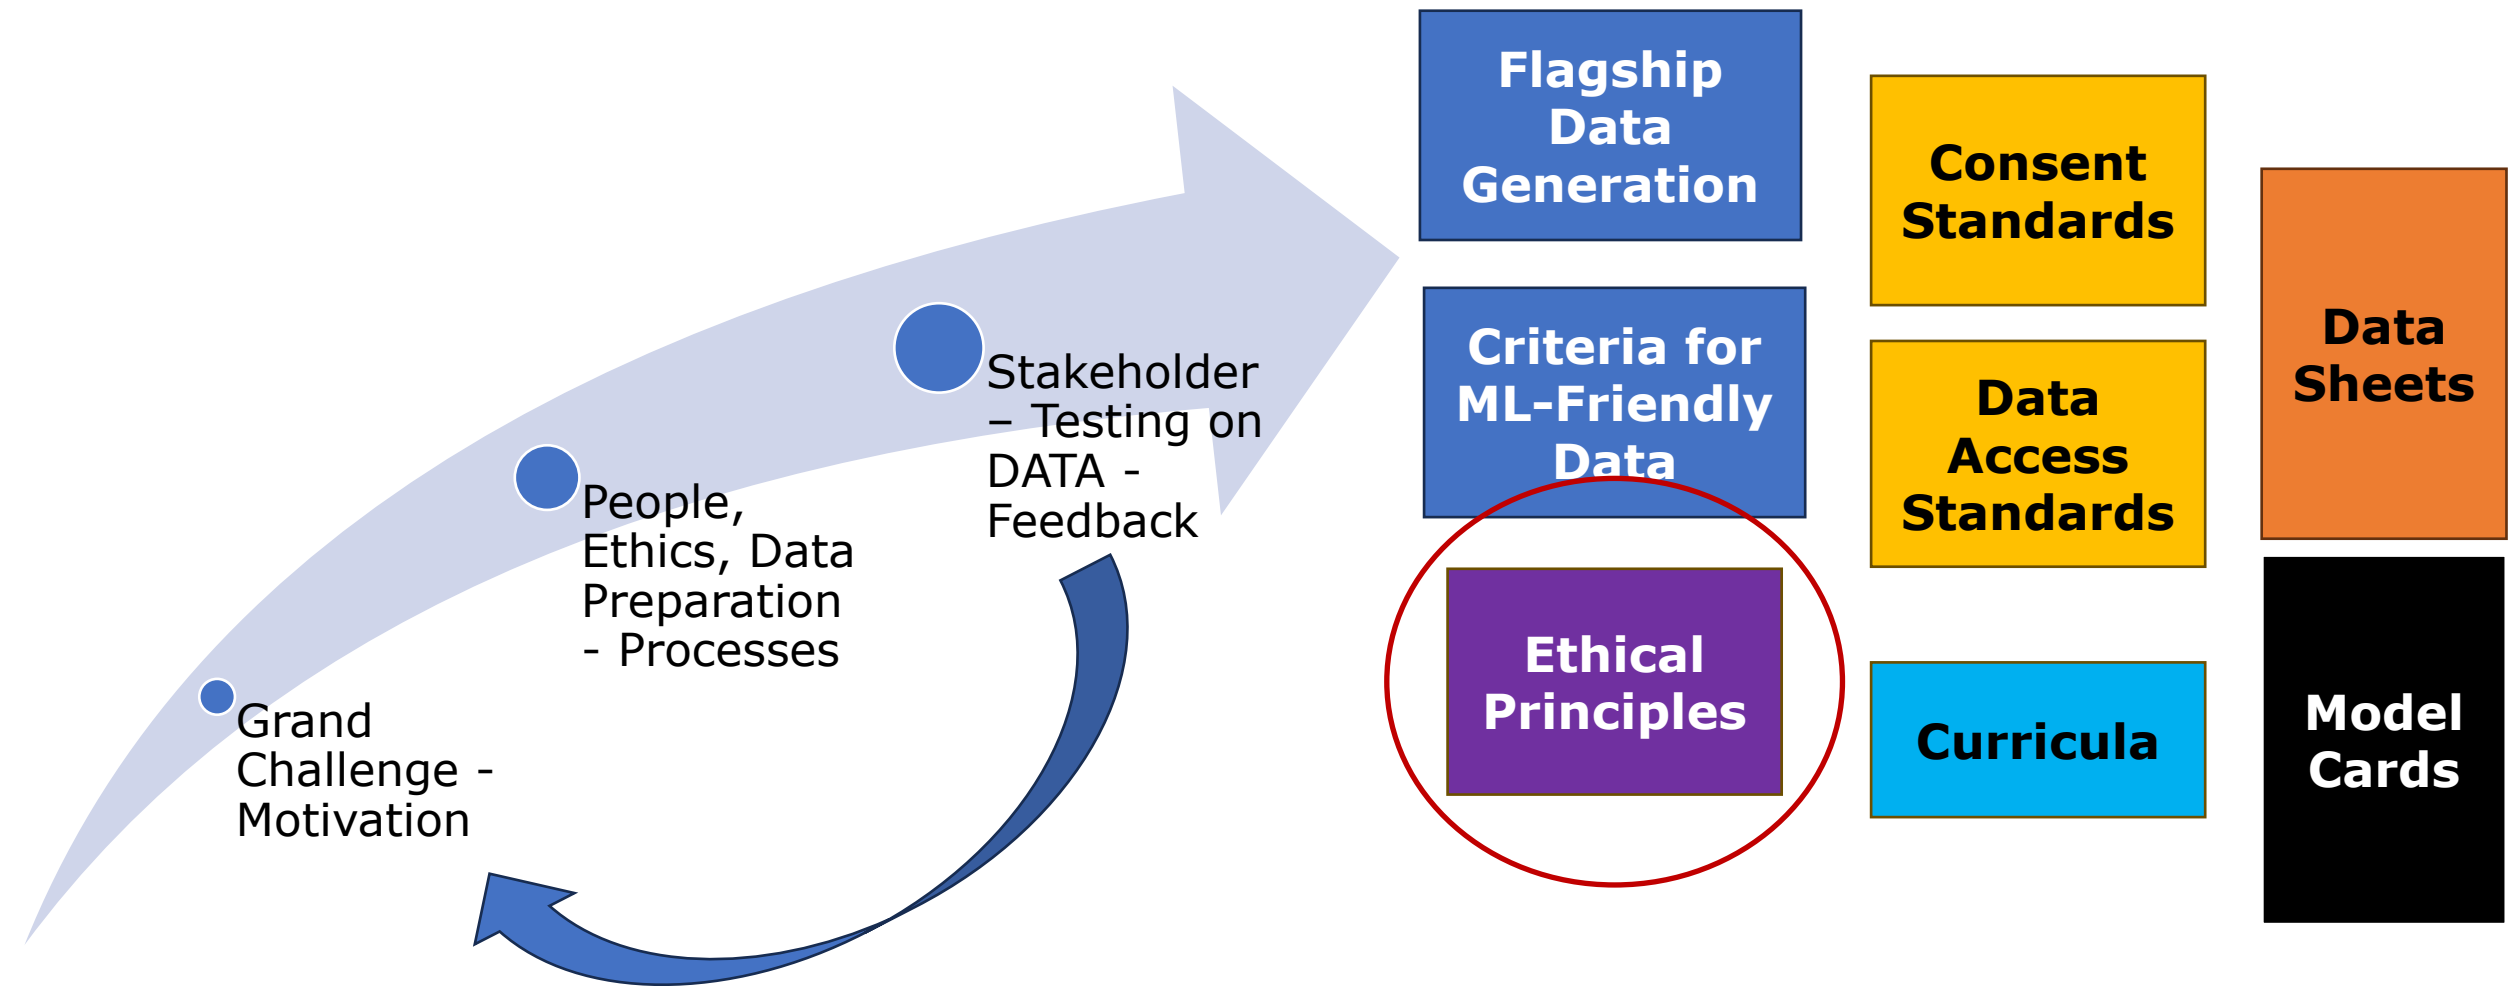 Grand
Challenge -
Motivation
People,
Ethics, Data
Preparation
- Processes
Stakeholder
– Testing on
DATA -
Feedback
Flagship
Data
Generation
Criteria for
ML-Friendly
Data
Ethical
Principles
Consent
Standards
Data
Access
Standards
Curricula
Data
Sheets
Model
Cards